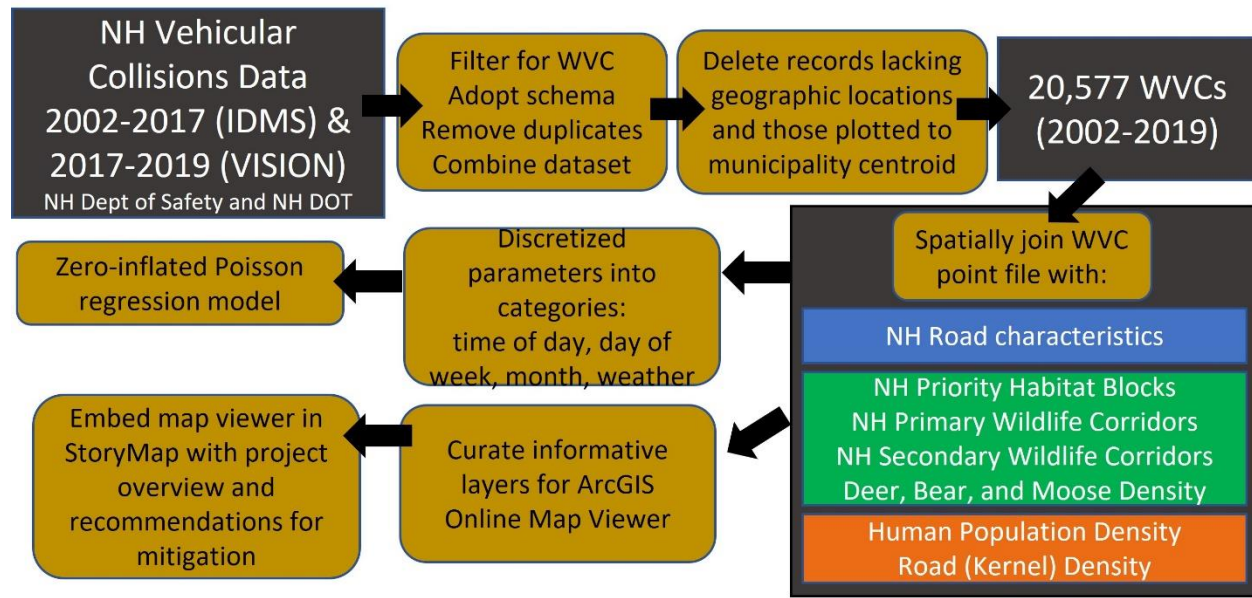 NH Vehicular
Collisions Data
2002-2017 (IDMS) &
2017-2019 (VISION)
NH Dept of Safety and NH DOT
Filter for WVC
Adopt schema
Remove duplicates
Combine dataset
Delete records lacking
geographic locations
and those plotted to
municipality centroid
20,577 WVCs
(2002-2019)
Spatially join WVC
point file with:
NH Road characteristics
NH Priority Habitat Blocks
NH Primary Wildlife Corridors
NH Secondary Wildlife Corridors
Deer, Bear, and Moose Density
Human Population Density
Road (Kernel) Density
Discretized
parameters into
categories:
time of day, day of
week, month, weather
Zero-inflated Poisson
regression model
Curate informative
layers for ArcGIS
Online Map Viewer
Embed map viewer in
StoryMap with project
overview and
recommendations for
mitigation